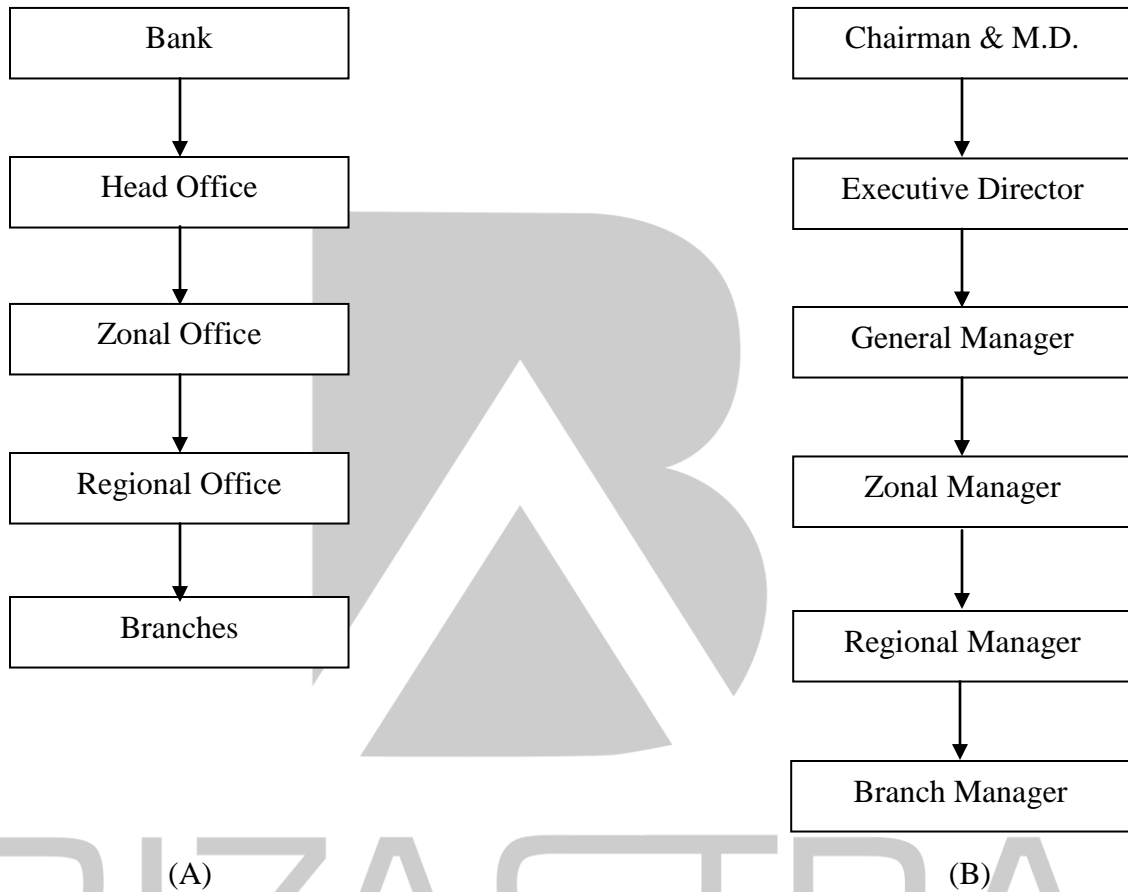 Bank
Head Office
Zonal Office
Regional Office
Branches
(A)
Chairman & M.D.
Executive Director
General Manager
Zonal Manager
Regional Manager
Branch Manager
(B)